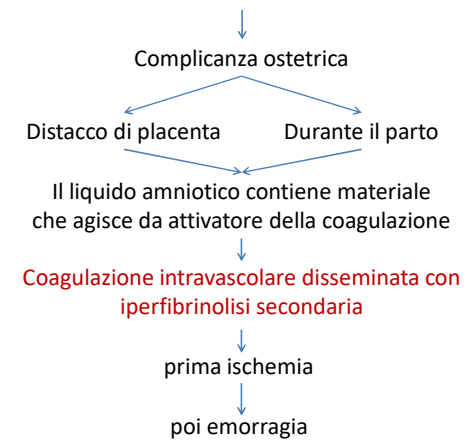 Complicanza ostetrica
Distacco di placenta
Durante il parto
Il liquido amniotico contiene materiale
che agisce da attivatore della coagulazione
Coagulazione intravascolare disseminata con
iperfibrinolisi secondaria
prima ischemia
poi emorragia